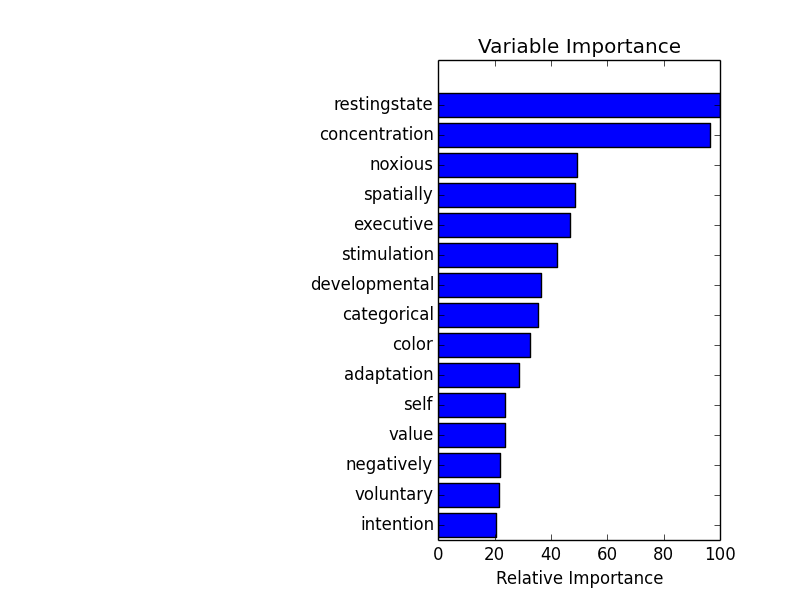 Variable Importance
restingstate
concentration
noxious
spatially
executive
stimulation
developmental
categorical
color
adaptation
self
value
negatively
voluntary
intention
0 20 40 60 80 100
Relative Importance